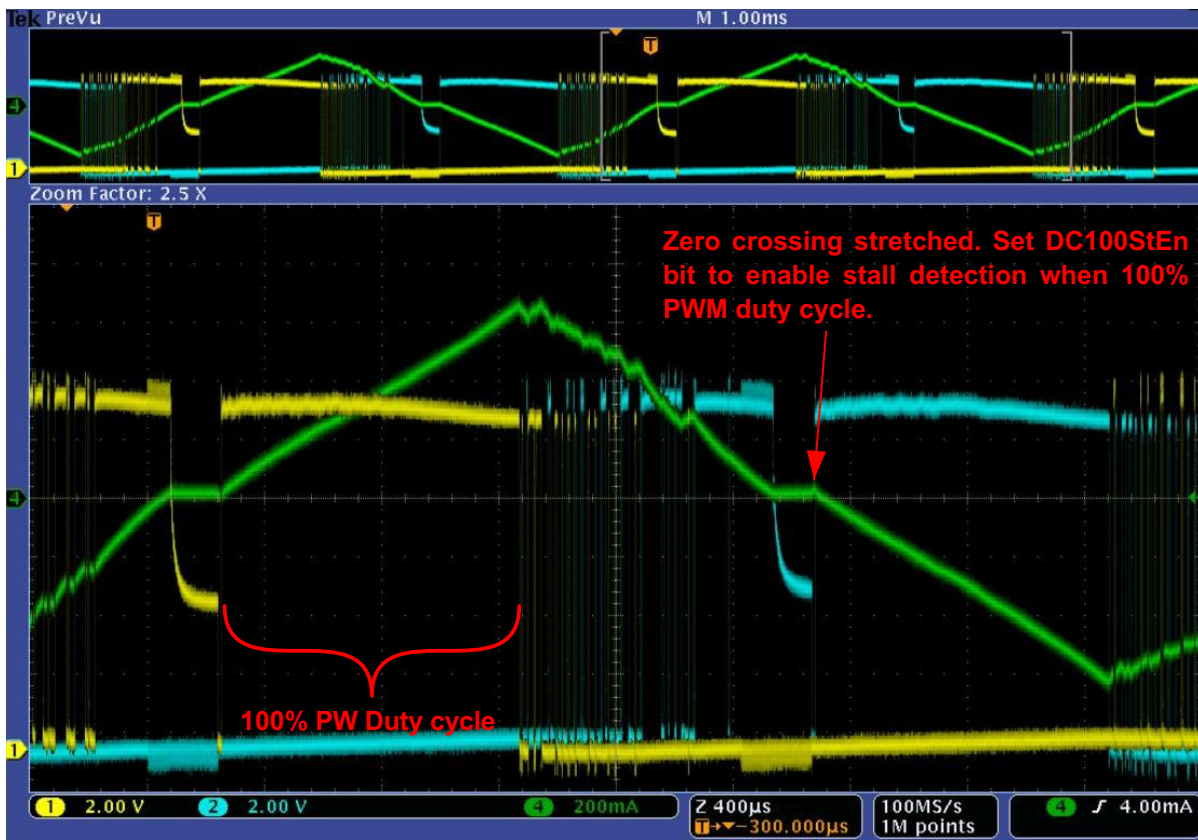 Tek PreVu M 1.00ms
T
4
1
Zoom Factor: 2.5 X
T
Zero crossing stretched. Set DC100StEn
bit to enable stall detection when 100%
PWM duty cycle.
4
100% PW Duty cycle
1
1 2.00 V 2 2.00 V 4 200mA Z 400µs 100MS/s 4 ∫ 4.00mA
T→▼-300.000µs 1M points